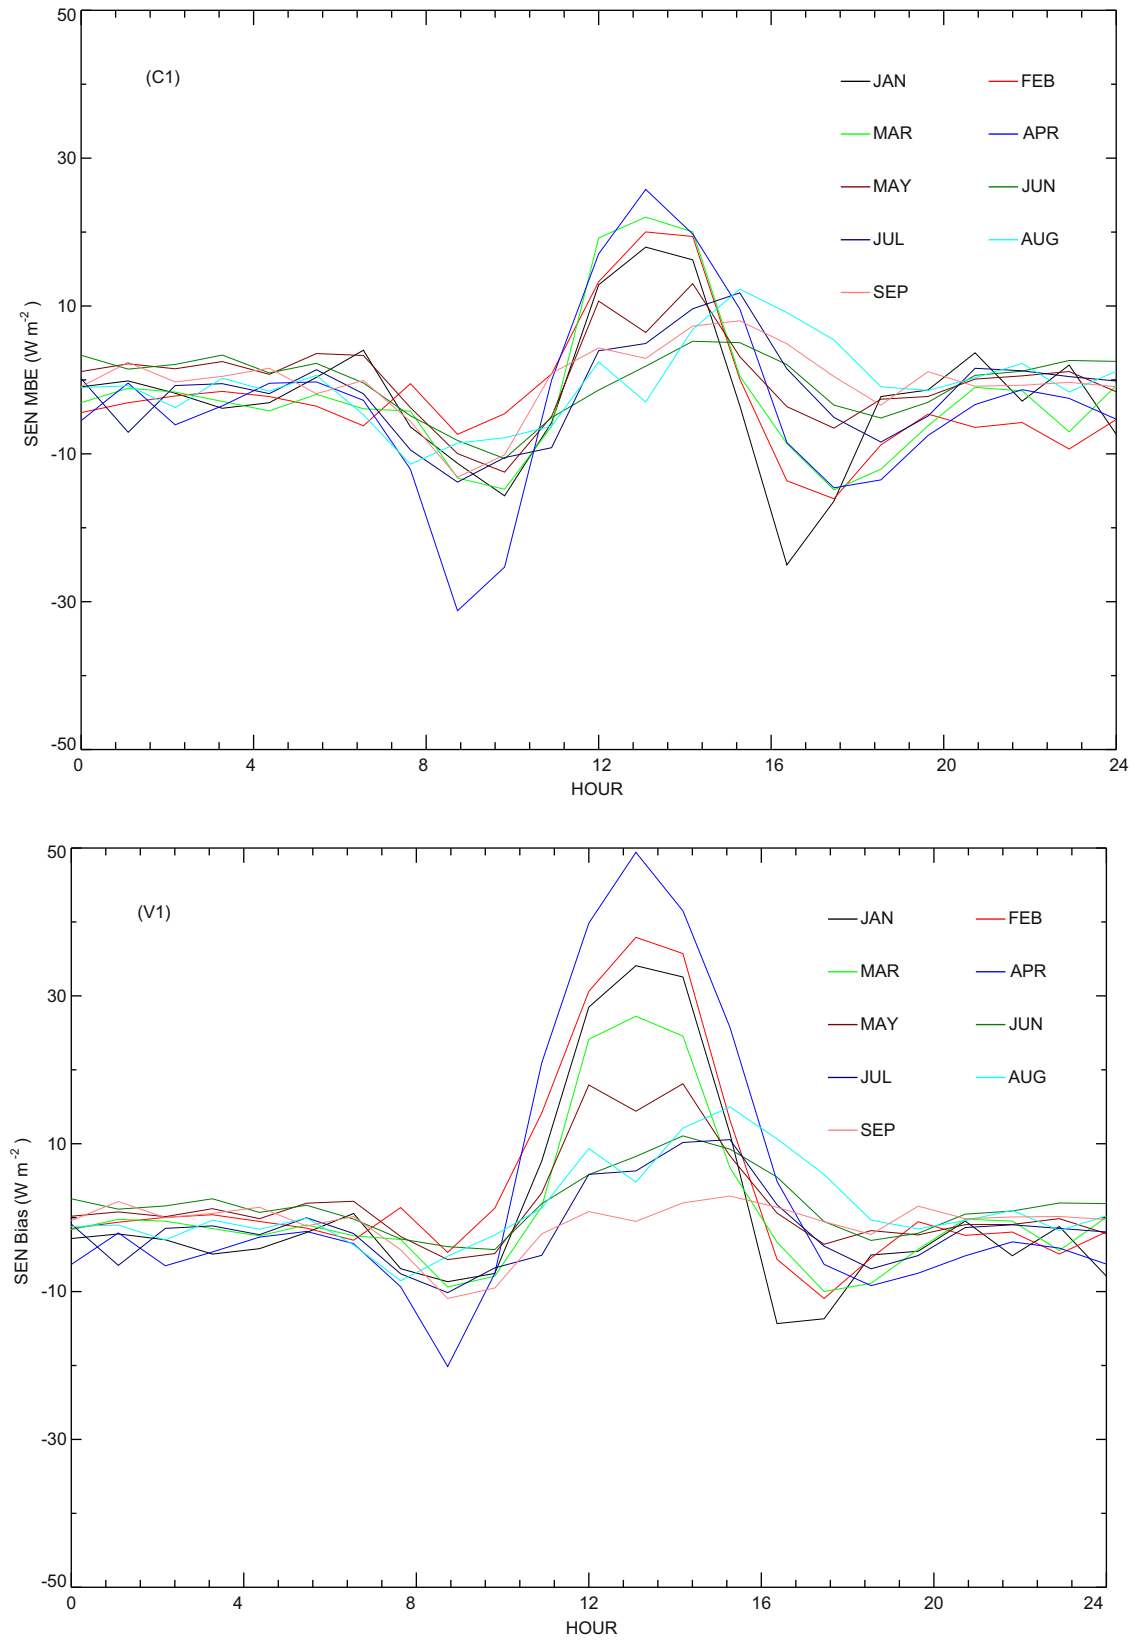 50
(C1)
JAN FEB
MAR APR
30
MAY JUN
JUL AUG
SEP
10
SEN MBE (W m-2 )
-10
-30
-50
0 4 8 12 16 20 24
HOUR
50
(V1)
JAN FEB
MAR APR
30
MAY JUN
JUL AUG
SEP
10
SEN Bias (W m-2 )
-10
-30
-50
0 4 8 12 16 20 24
HOUR